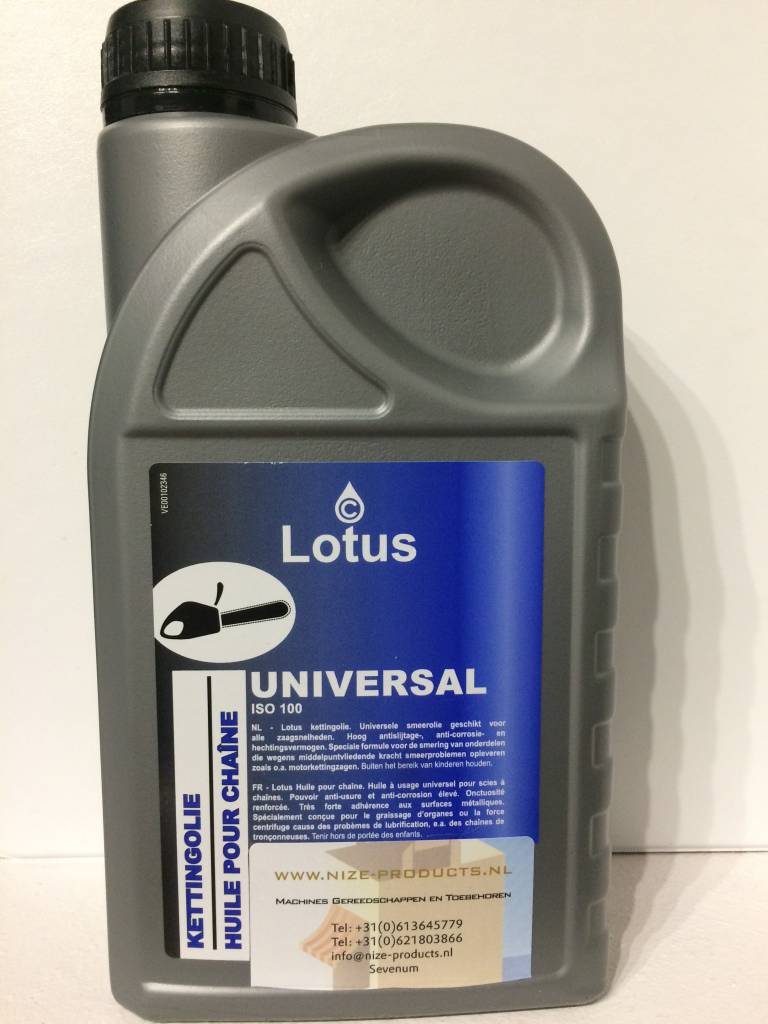 VE00102346
©
Lotus
UNIVERSAL
ISO 100
NL - Lotus kettingolie. Universele smeerolie geschikt voor
alle zaagsnelheden. Hoog antislijtage-, anti-corrosie- en
hechtingsvermogen. Speciale formule voor de smering van onderdelen
die wegens middelpuntvliedende kracht smeerproblemen opleveren
zoals o.a. motorkettingzagen. Buiten het bereik van kinderen houden.
FR - Lotus Huile pour chaîne. Huile à usage universel pour scies à
chaînes. Pouvoir anti-usure et anti-corrosion élevé. Onctuosité
renforcée. Très forte adhérence aux surfaces métalliques.
Spécialement conçue pour le graissage d'organes ou la force
centrifuge cause des probèmes de lubrification, e.a. des chaînes de
tronçonneuses. Tenir hors de portée des enfants.
KETTINGOLIE
HUILE POUR CHAÎNE
WWW.NIZE-PRODUCTS.NL
MACHINES GEREEDSCHAPPEN EN TOEBEHOREN
Tel: +31(0)613645779
Tel: +31(0)621803866
info@nize-products.nl
Sevenum